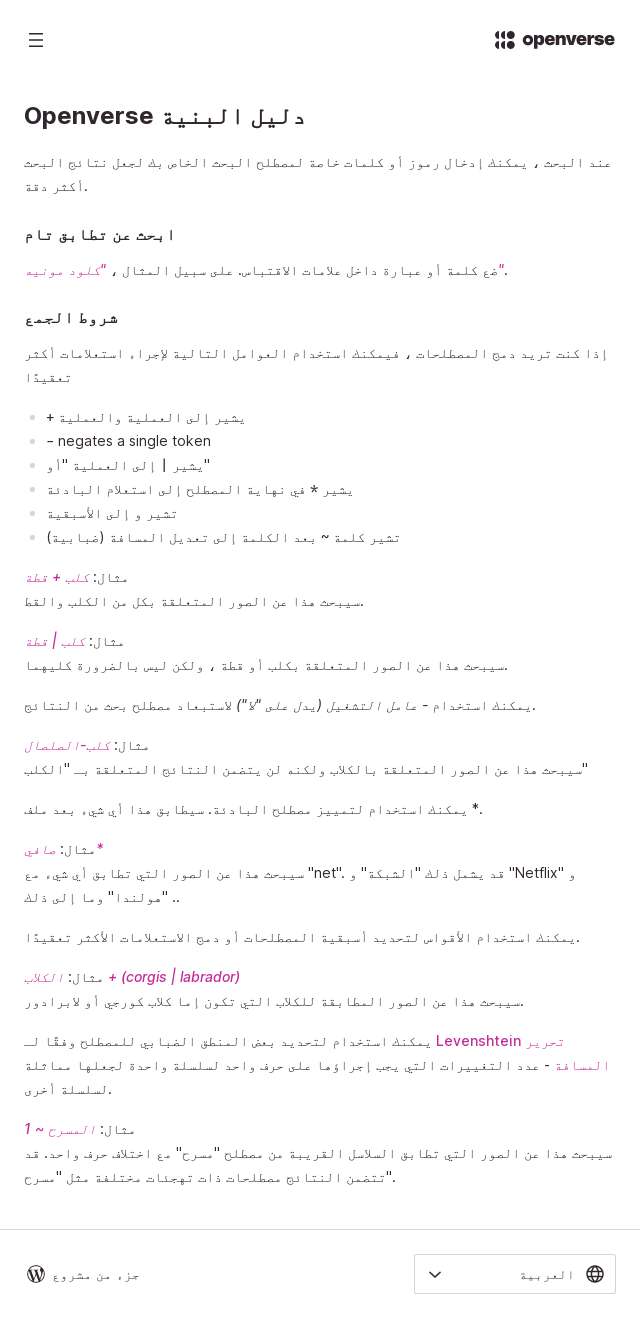 openverse
Openverse دليل البنية
عند البحث ، يمكنك إدخال رموز أو كلمات خاصة لمصطلح البحث الخاص بك لجعل نتائج البحث
أكثر دقة.
ابحث عن تطابق تام
ضع كلمة أو عبارة داخل علامات الاقتباس. على سبيل المثال ، "كلود مونيه".
شروط الجمع
إذا كنت تريد دمج المصطلحات ، فيمكنك استخدام العوامل التالية لإجراء استعلامات أكثر
تعقيدًا
+ يشير إلى العملية والعملية
- negates a single token
يشير | إلى العملية "أو"
يشير * في نهاية المصطلح إلى استعلام البادئة
تشير و إلى الأسبقية
تشير كلمة ~ بعد الكلمة إلى تعديل المسافة (ضبابية)
مثال: كلب + قطة
سيبحث هذا عن الصور المتعلقة بكل من الكلب والقط.
مثال: كلب | قطة
سيبحث هذا عن الصور المتعلقة بكلب أو قطة ، ولكن ليس بالضرورة كليهما.
يمكنك استخدام - عامل التشغيل (يدل على "لا") لاستبعاد مصطلح بحث من النتائج.
مثال: كلب-الصلصال
سيبحث هذا عن الصور المتعلقة بالكلاب ولكنه لن يتضمن النتائج المتعلقة بـ "الكلب"
يمكنك استخدام لتمييز مصطلح البادئة. سيطابق هذا أي شيء بعد ملف *.
مثال: صافي*
سيبحث هذا عن الصور التي تطابق أي شيء مع "net". قد يشمل ذلك "الشبكة" و "Netflix" و
"هولندا" وما إلى ذلك ..
يمكنك استخدام الأقواس لتحديد أسبقية المصطلحات أو دمج الاستعلامات الأكثر تعقيدًا.
مثال: الكلاب + (corgis | labrador)
سيبحث هذا عن الصور المطابقة للكلاب التي تكون إما كلاب كورجي أو لابرادور.
يمكنك استخدام لتحديد بعض المنطق الضبابي للمصطلح وفقًا لـ Levenshtein تحرير
المسافة - عدد التغييرات التي يجب إجراؤها على حرف واحد لسلسلة واحدة لجعلها مماثلة
لسلسلة أخرى.
مثال: المسرح ~ 1
سيبحث هذا عن الصور التي تطابق السلاسل القريبة من مصطلح "مسرح" مع اختلاف حرف واحد. قد
تتضمن النتائج مصطلحات ذات تهجئات مختلفة مثل "مسرح".
جزء من مشروع
العربية